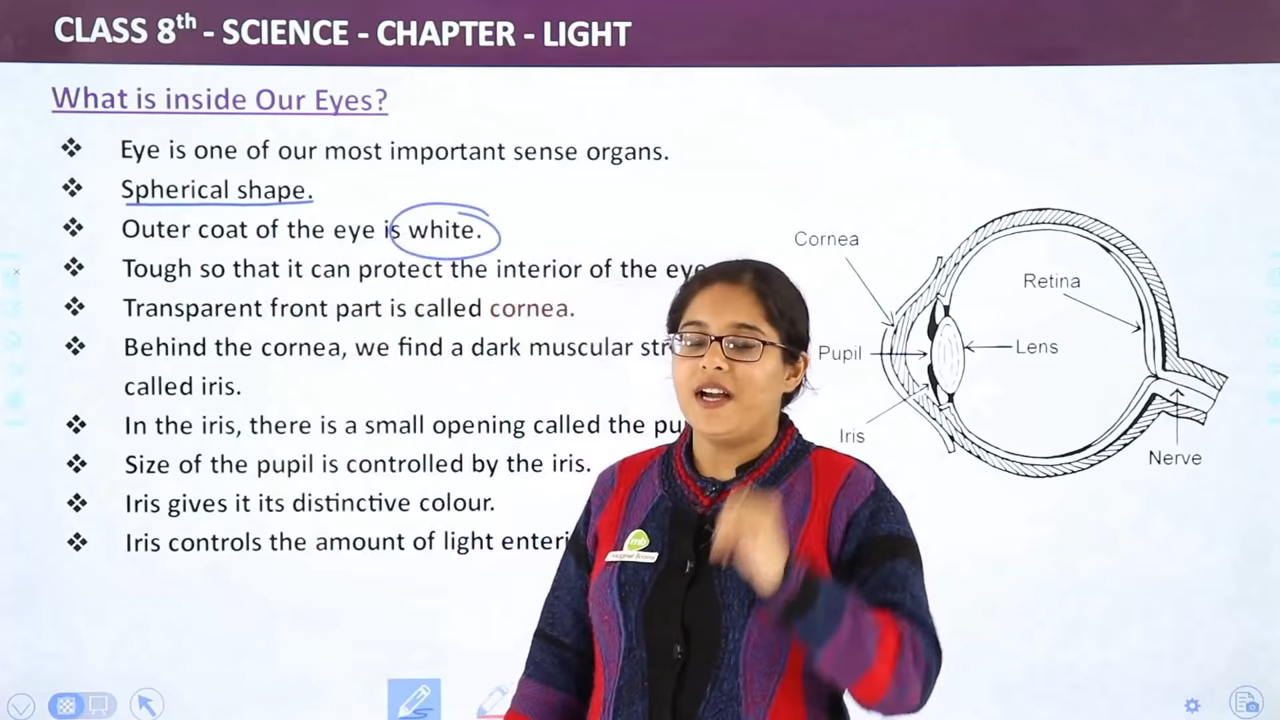 CLASS 8th - SCIENCE - CHAPTER - LIGHT
What is inside Our Eyes?
Eye is one of our most important sense organs.
Spherical shape.
Outer coat of the eye is white.
Tough so that it can protect the interior of the eye
Transparent front part is called cornea.
Behind the cornea, we find a dark muscular
called iris.
In the iris, there is a small opening called the
Size of the pupil is controlled by the iris.
Iris gives it its distinctive colour.
Iris controls the amount of light
Cornea
Retina
Pupil
Lens
Iris
Nerve
mb